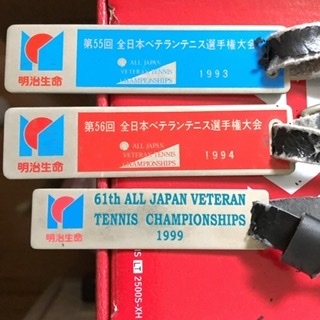 第55回 全日本ベテランテニス選手権大会
ALL JAPAN
VETERAN TENNIS
CHAMPIONSHIPS
1993
明治生命
第56回 全日本ベテランテニス選手権大会
ALL JAPAN
VETERAN TENNIS
CHAMPIONSHIPS
1994
明治生命
61th ALL JAPAN VETERAN
TENNIS CHAMPIONSHIPS
1999
明治生命
LT 2500S-XH